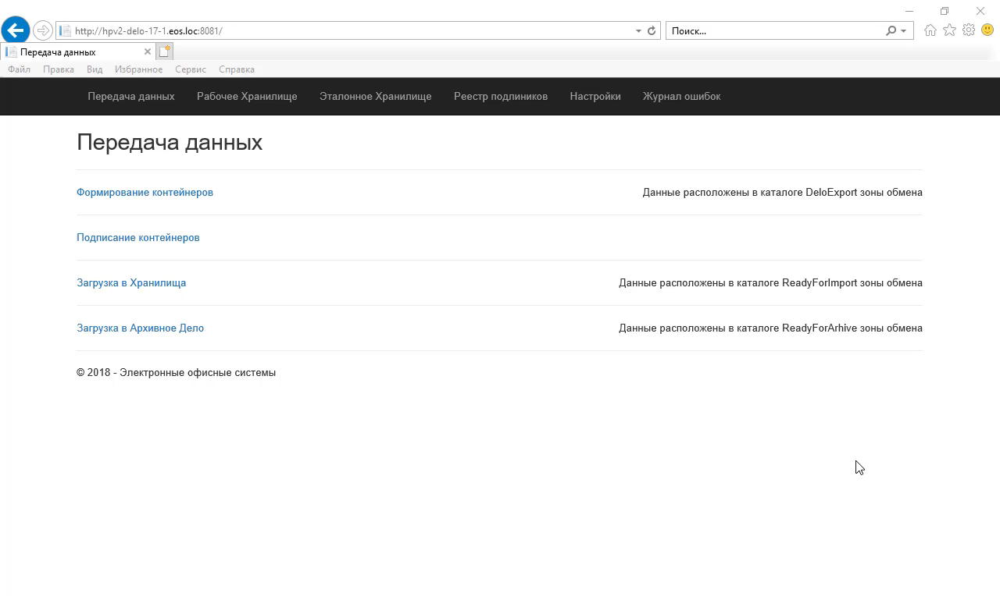 http://hpv2-delo-17-1.eos.loc:8081/
Поиск...
Передача данных
Файл Правка Вид Избранное Сервис Справка
Передача данных Рабочее Хранилище Эталонное Хранилище Реестр подлиников Настройки Журнал ошибок
Передача данных
Формирование контейнеров Данные расположены в каталоге DeloExport зоны обмена
Подписание контейнеров
Загрузка в Хранилища Данные расположены в каталоге ReadyForImport зоны обмена
Загрузка в Архивное Дело Данные расположены в каталоге ReadyForArhive зоны обмена
© 2018 - Электронные офисные системы